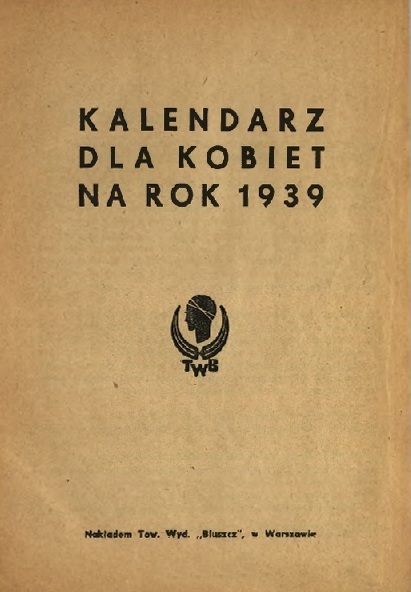 KALENDARZ
DLA KOBIET
NA ROK 1939
TWB
Nakładem Tow. Wyd. „Bluszcz", w Warszawie